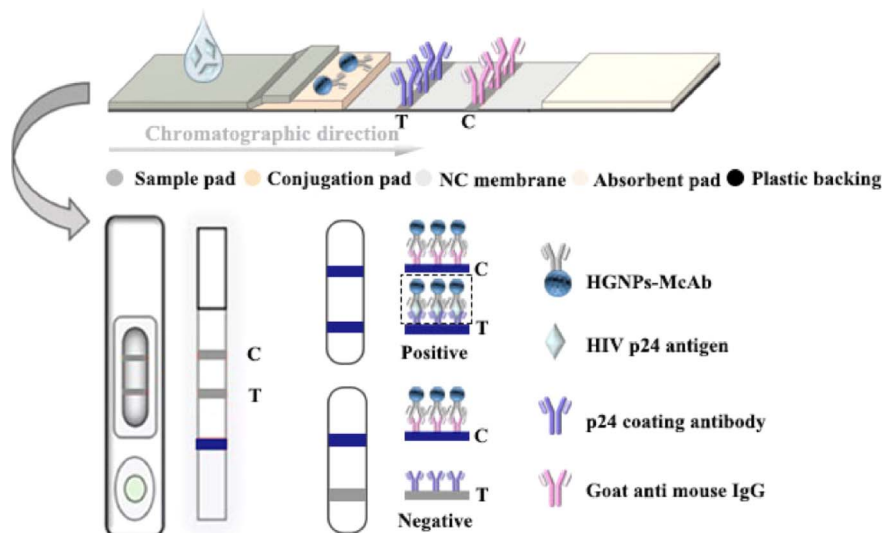 T C
Chromatographic direction
Sample pad Conjugation pad NC membrane Absorbent pad Plastic backing
C
T
C
T
Positive
C
T
Negative
HGNPs-McAb
HIV p24 antigen
p24 coating antibody
Goat anti mouse IgG